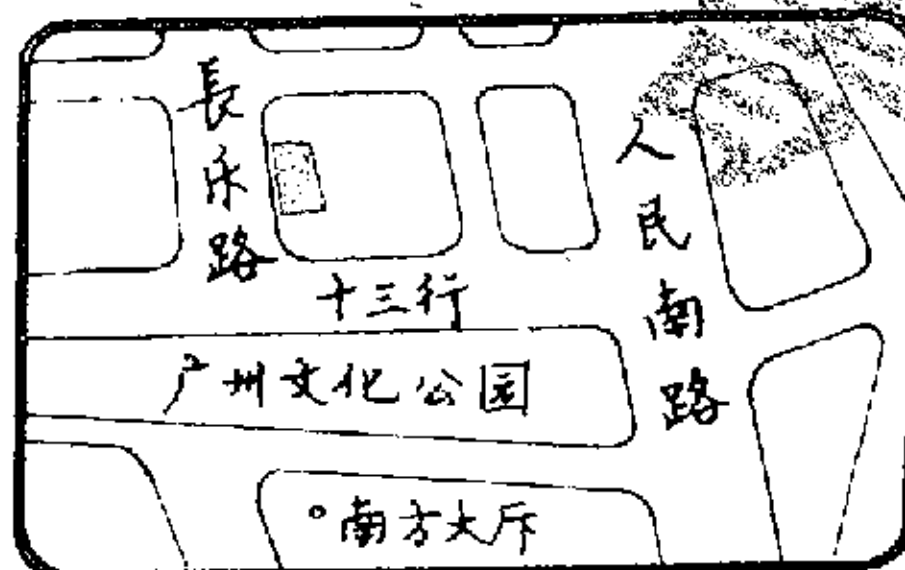 長乐路
人民南路
十三行
广州文化公园
南方大厈